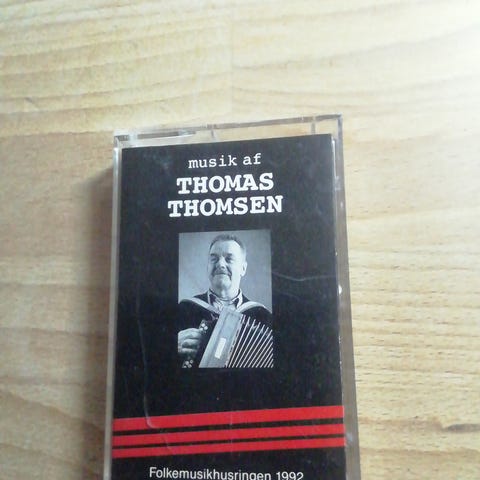 musik af
THOMAS
THOMSEN
Folkemusikhusringen 1992